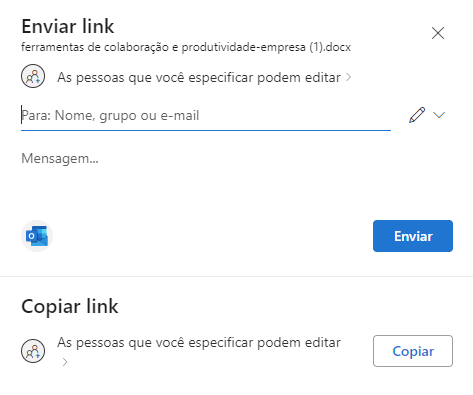 Enviar link
ferramentas de colaboração e produtividade-empresa (1).docx
As pessoas que você especificar podem editar
Para: Nome, grupo ou e-mail
Mensagem...
Enviar
Copiar link
As pessoas que você especificar podem editar
Copiar